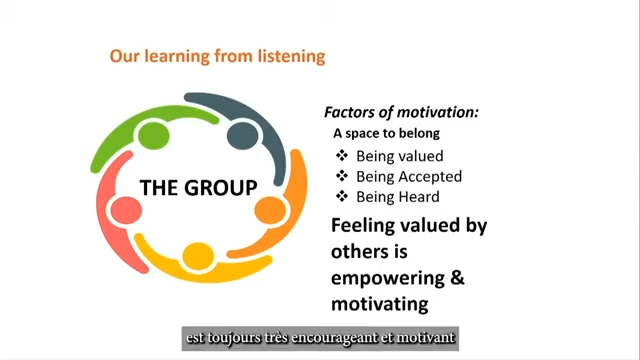 Our learning from listening
THE GROUP
Factors of motivation:
A space to belong
❖ Being valued
❖ Being Accepted
❖ Being Heard
Feeling valued by
others is
empowering &
motivating
est toujours très encourageant et motivant